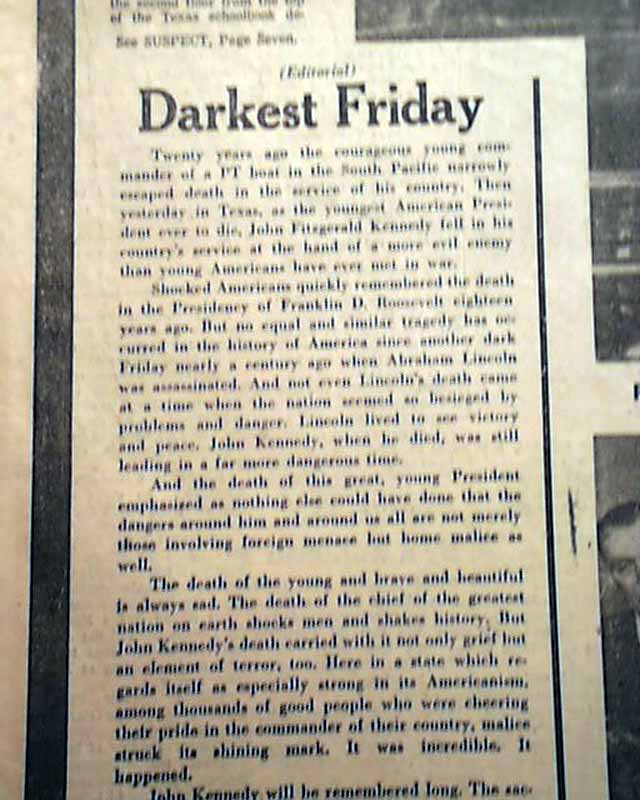 the second floor from the top
of the Texas schoolbook de-
See SUSPECT, Page Seven.
(Editorial)
Darkest Friday
Twenty years ago the courageous young com-
mander of a PT boat in the South Pacific narrowly
escaped death in the service of his country. Then
yesterday in Texas, as the youngest American Presi-
dent ever to die, John Fitzgerald Kennedy fell in his
country's service at the hand of a more evil enemy
than young Americans have ever met in war.
Shocked Americans quickly remembered the death
in the Presidency of Franklin D. Roosevelt eighteen
years ago. But no equal and similar tragedy has oc-
curred in the history of America since another dark
Friday nearly a century ago when Abraham Lincoln
was assassinated. And not even Lincoln's death came
at a time when the nation seemed so besieged by
problems and danger. Lincoln lived to see victory
and peace. John Kennedy, when he died, was still
leading in a far more dangerous time.
And the death of this great, young President
emphasized as nothing else could have done that the
dangers around him and around us all are not merely
those involving foreign menace but home malice as
well.
The death of the young and brave and beautiful
is always sad. The death of the chief of the greatest
nation on earth shocks men and shakes history. But
John Kennedy's death carried with it not only grief but
an element of terror, too. Here in a state which re-
gards itself as especially strong in its Americanism,
among thousands of good people who were cheering
their pride in the commander of their country, malice
struck its shining mark. It was incredible. It
happened.
John Kennedy will be remembered long. The sac-